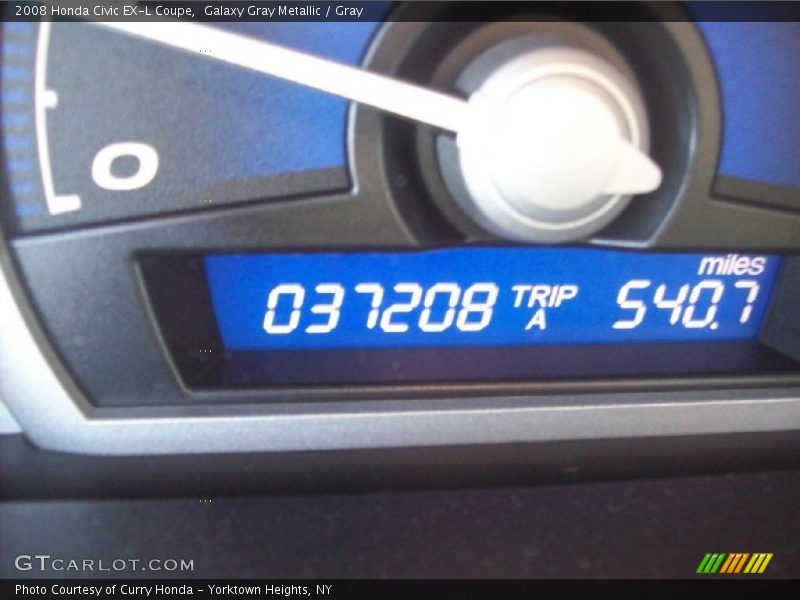 2008 Honda Civic EX-L Coupe,  Galaxy Gray Metallic / Gray
0
miles
037208 TRIP A 540.7
GTCARLOT.COM
Photo Courtesy of Curry Honda - Yorktown Heights, NY